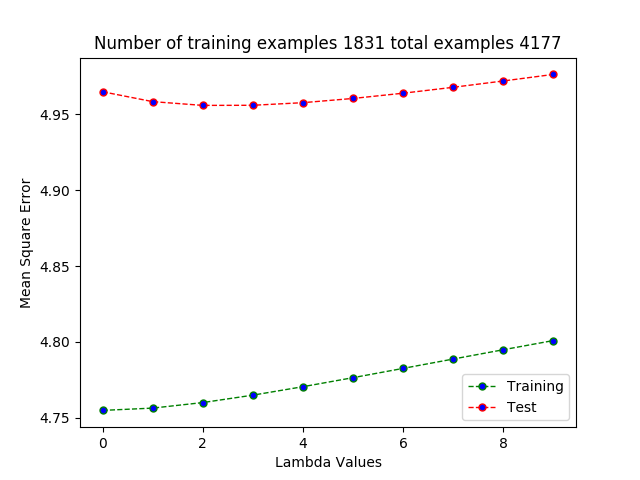 Number of training examples 1831 total examples 4177
4.95
4.90
4.85
4.80
4.75
Mean Square Error
0 2 4 6 8
Lambda Values
Training
Test